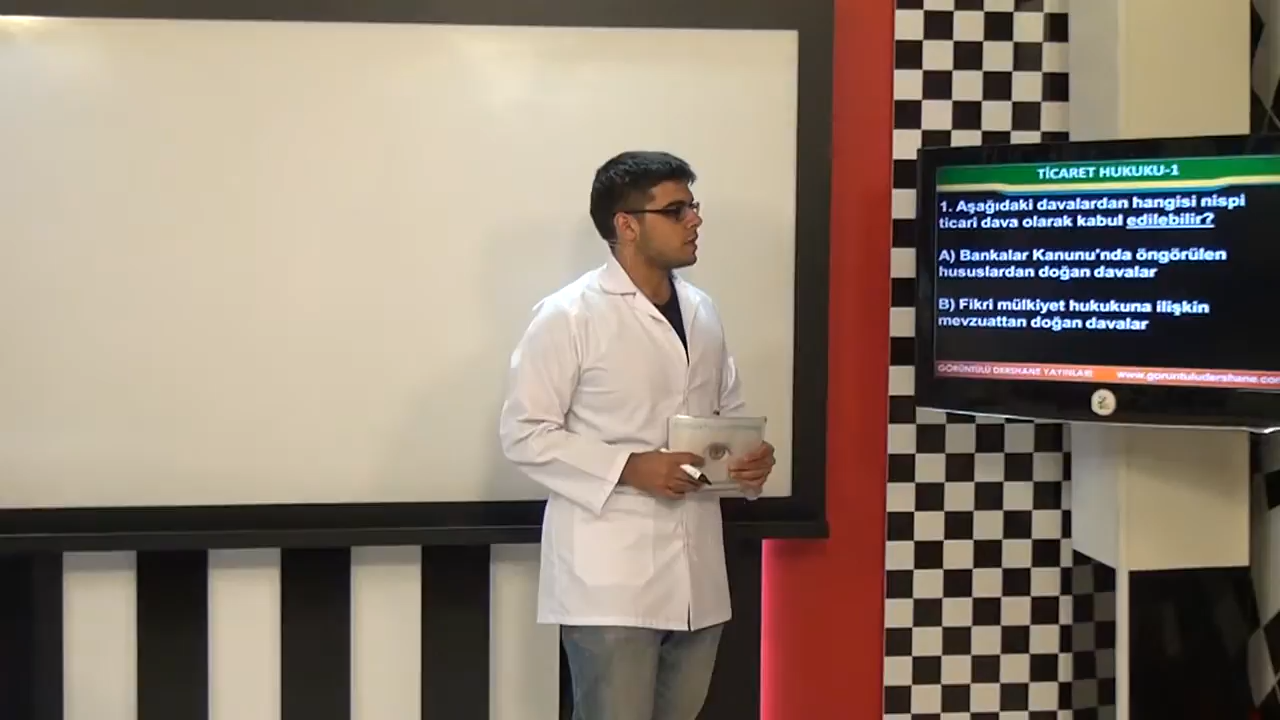 TİCARET HUKUKU-1
1. Aşağıdaki davalardan hangisi nispi
ticari dava olarak kabul edilebilir?
A) Bankalar Kanunu'nda öngörülen
hususlardan doğan davalar
B) Fikri mülkiyet hukukuna ilişkin
mevzuattan doğan davalar
GÖRÜNTÜLÜ DERSHANE YAYINLARI www.goruntuludershane.com